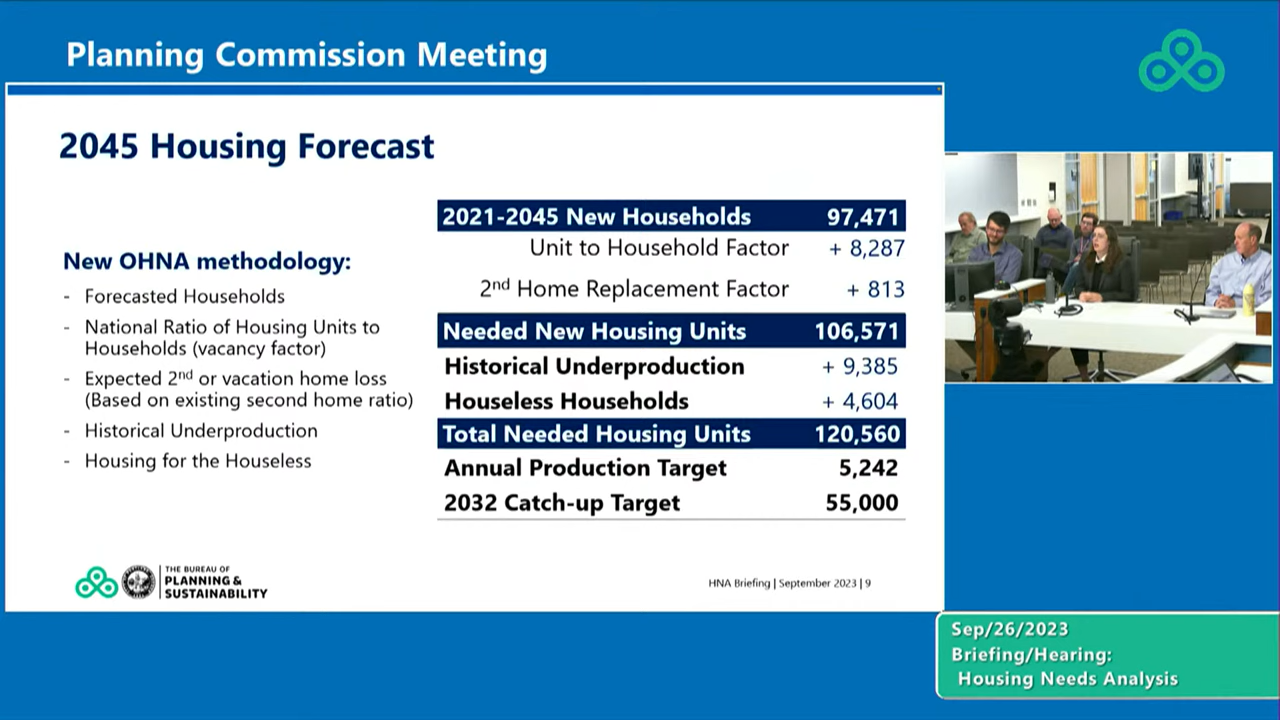 Planning Commission Meeting
2045 Housing Forecast
New OHNA methodology:
- Forecasted Households
- National Ratio of Housing Units to
Households (vacancy factor)
- Expected 2nd or vacation home loss
(Based on existing second home ratio)
- Historical Underproduction
- Housing for the Houseless
2021-2045 New Households 97,471
Unit to Household Factor + 8,287
2nd Home Replacement Factor + 813
Needed New Housing Units 106,571
Historical Underproduction + 9,385
Houseless Households + 4,604
Total Needed Housing Units 120,560
Annual Production Target 5,242
2032 Catch-up Target 55,000
THE BUREAU OF
PLANNING &
SUSTAINABILITY
HNA Briefing | September 2023 | 9
Sep/26/2023
Briefing/Hearing:
Housing Needs Analysis